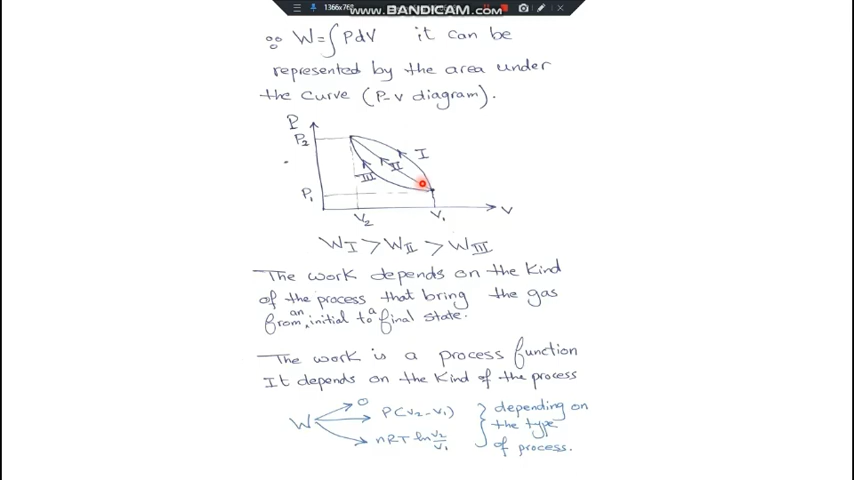 1366x76
www.BANDICAM.com
∵ W=∫PdV it can be
represented by the area under
the curve (P-V diagram).
P
P2
I
II
III
P1
V2
V1
V
WI > WII > WIII
The work depends on the kind
of the process that bring the gas
from an initial to a final state.
The work is a process function
It depends on the kind of the process
W
0
P(V2-V1)
nRT ln V2/V1
} depending on
the type
of process.